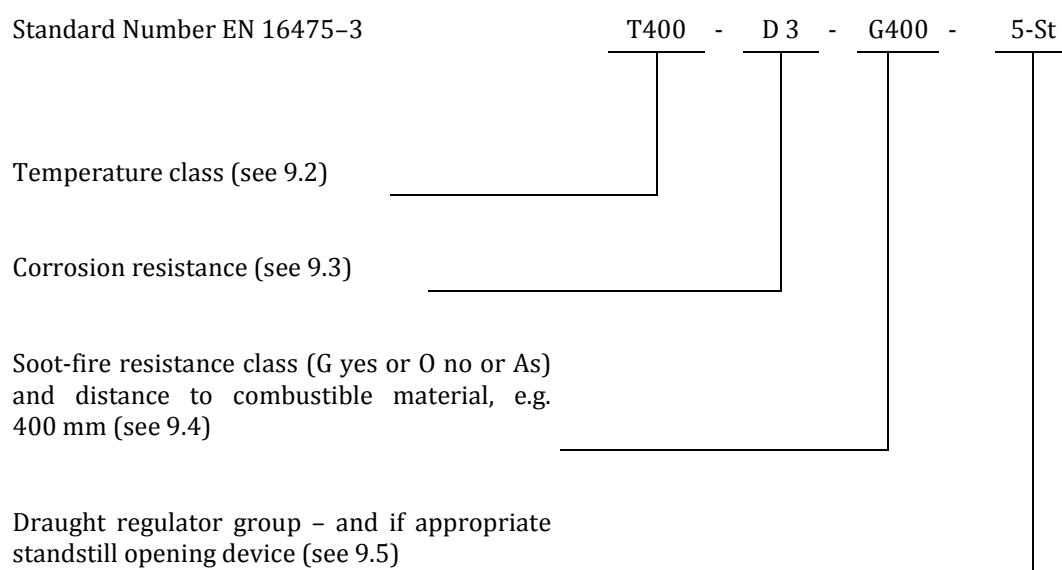 Standard Number EN 16475–3 T400 - D 3 - G400 - 5-St
Temperature class (see 9.2)
Corrosion resistance (see 9.3)
Soot-fire resistance class (G yes or O no or As)
and distance to combustible material, e.g.
400 mm (see 9.4)
Draught regulator group – and if appropriate
standstill opening device (see 9.5)